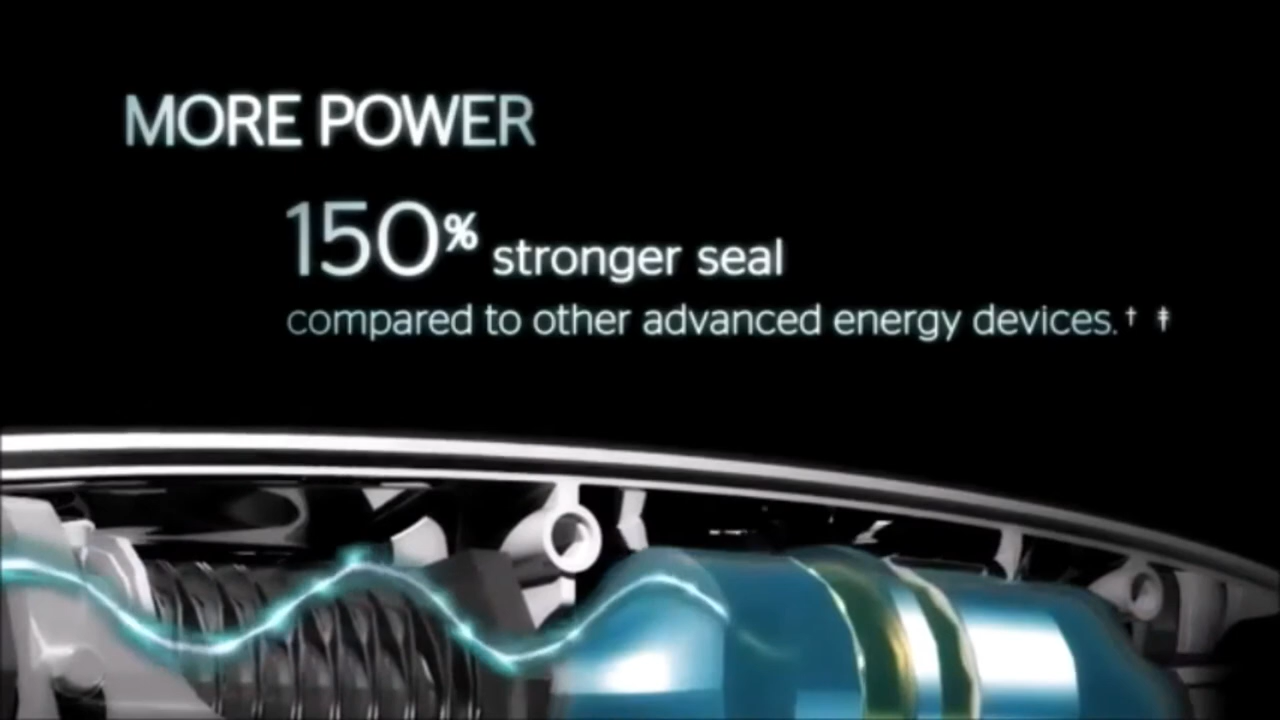 MORE POWER
150% stronger seal
compared to other advanced energy devices.† ‡